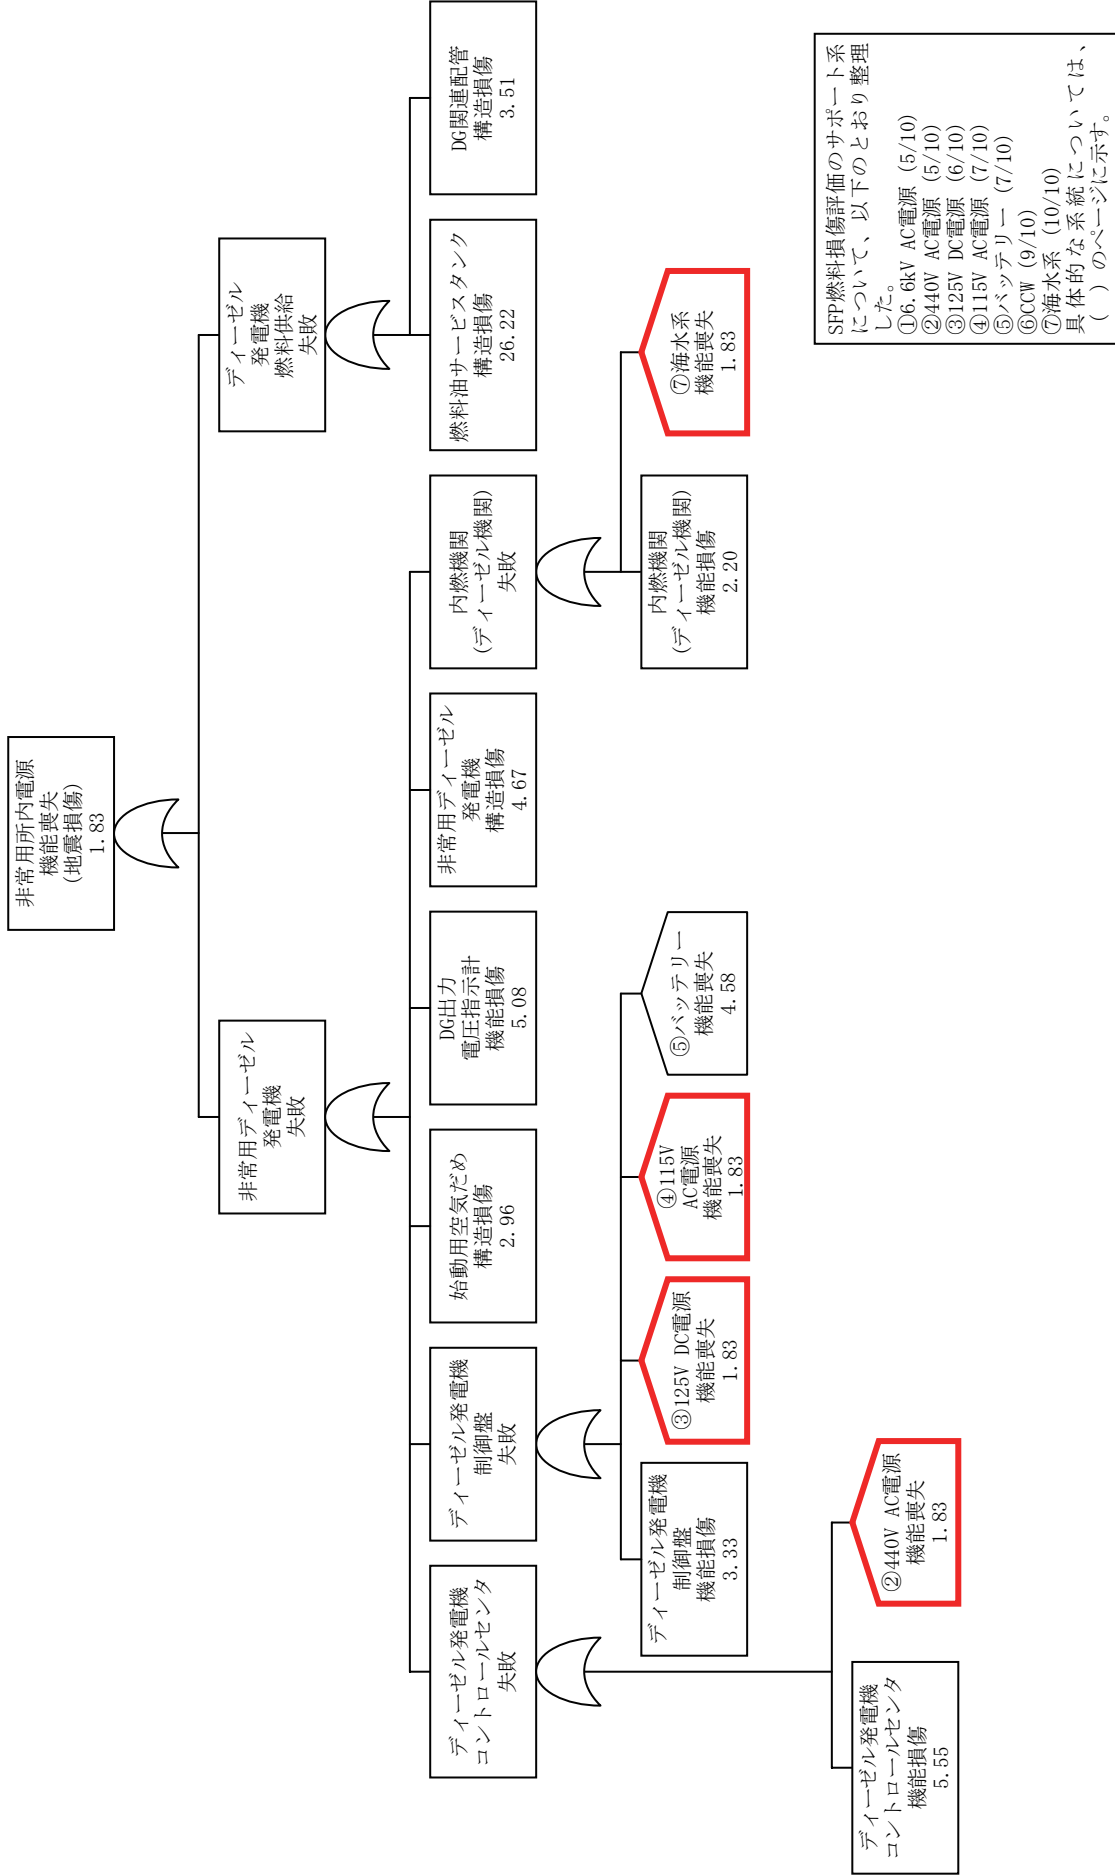 非常用所内電源
機能喪失
(地震損傷)
1.83
非常用ディーゼル
発電機
失敗
ディーゼル
発電機
燃料供給
失敗
ディーゼル発電機
コントロールセンタ
失敗
ディーゼル発電機
制御盤
失敗
始動用空気だめ
構造損傷
2.96
DG出力
電圧指示計
機能損傷
5.08
非常用ディーゼル
発電機
構造損傷
4.67
内燃機関
(ディーゼル機関)
失敗
燃料油サービスタンク
構造損傷
26.22
DG関連配管
構造損傷
3.51
ディーゼル発電機
制御盤
機能損傷
3.33
③125V DC電源
機能喪失
1.83
④115V
AC電源
機能喪失
1.83
⑤バッテリー
機能喪失
4.58
内燃機関
(ディーゼル機関)
機能損傷
2.20
⑦海水系
機能喪失
1.83
ディーゼル発電機
コントロールセンタ
機能損傷
5.55
②440V AC電源
機能喪失
1.83
SFP燃料損傷評価のサポート系
について、以下のとおり整理
した。
①6.6kV AC電源 (5/10)
②440V AC電源 (5/10)
③125V DC電源 (6/10)
④115V AC電源 (7/10)
⑤バッテリー (7/10)
⑥CCW (9/10)
⑦海水系 (10/10)
具体的な系統については、
( ) のページに示す。